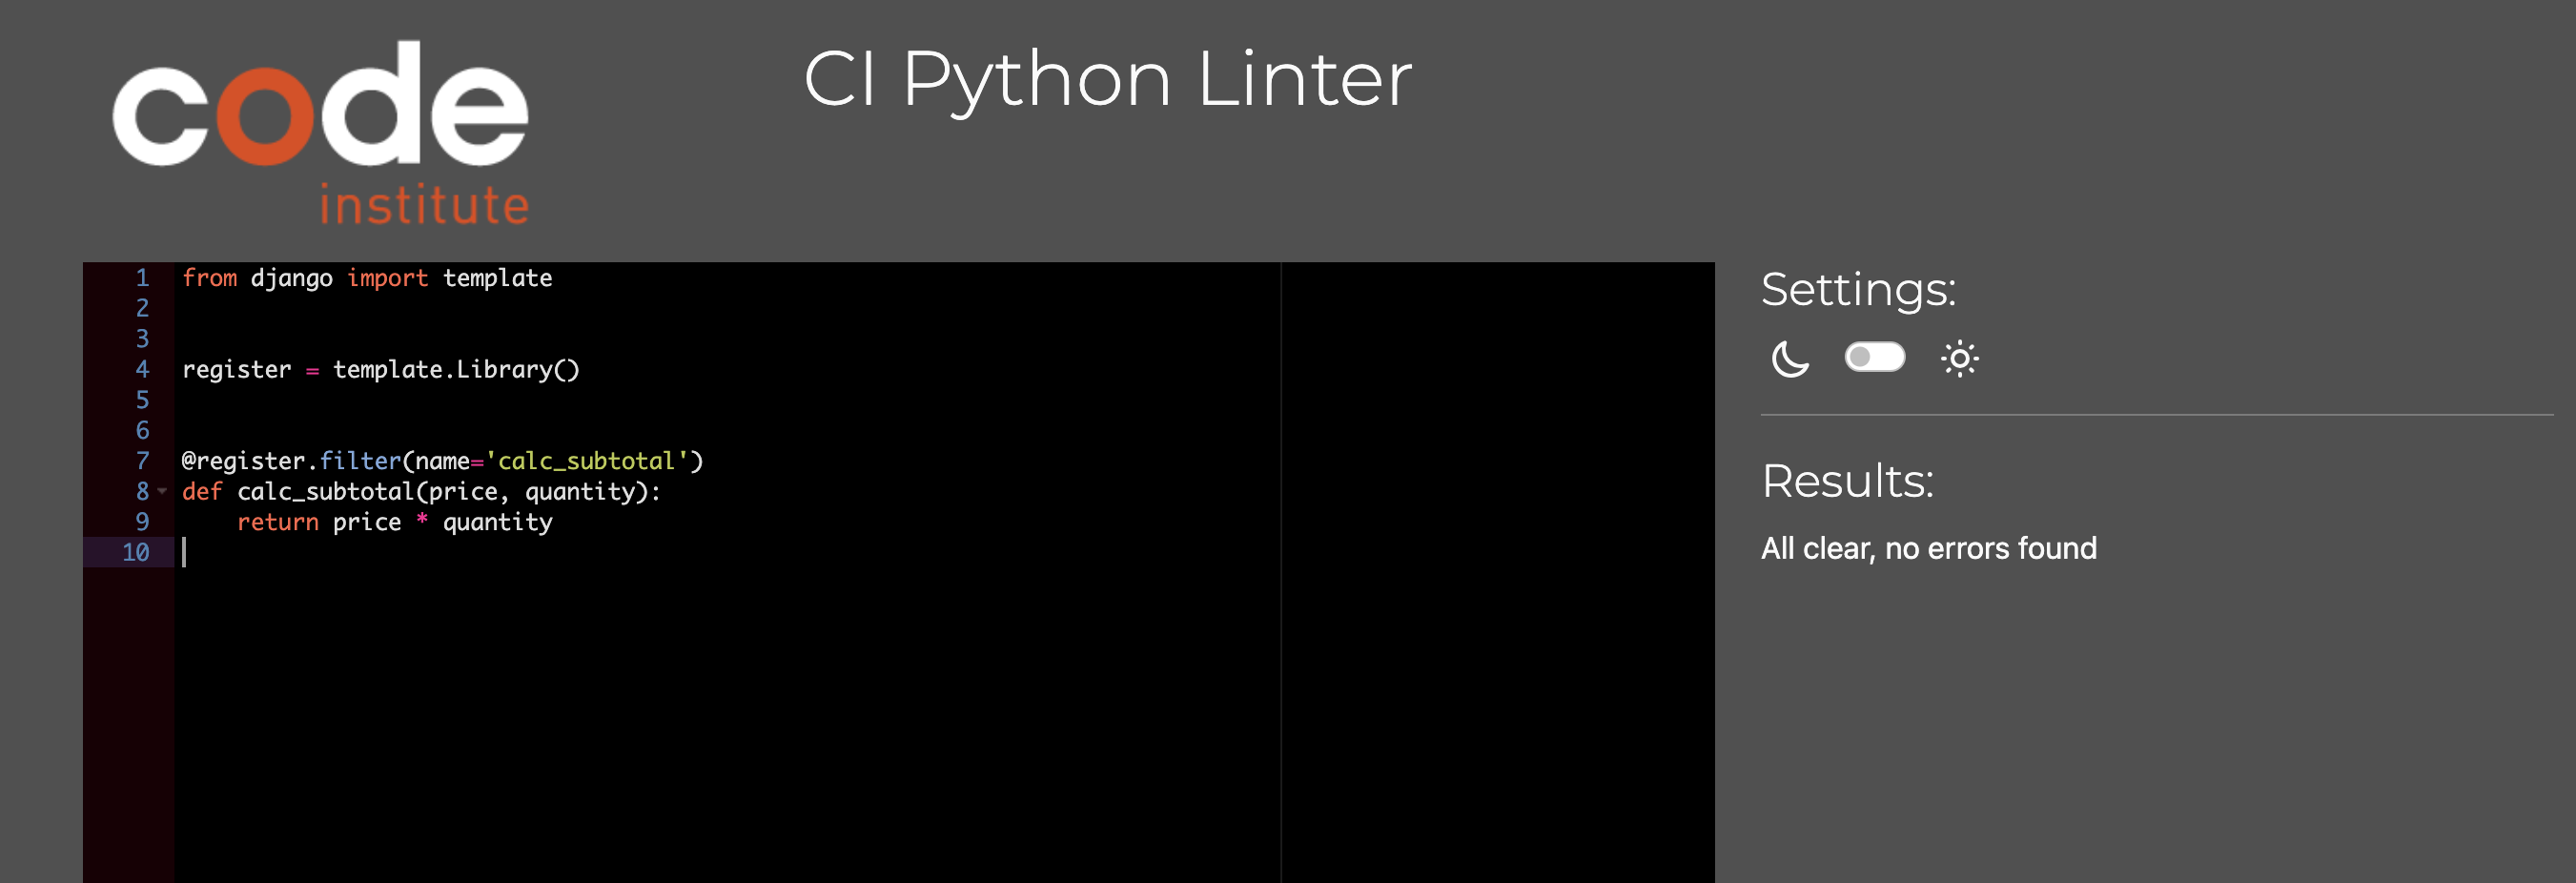 code
institute
CI Python Linter
1 from django import template
2
3
4 register = template.Library()
5
6
7 @register.filter(name='calc_subtotal')
8 def calc_subtotal(price, quantity):
9     return price * quantity
10
Settings:
Results:
All clear, no errors found